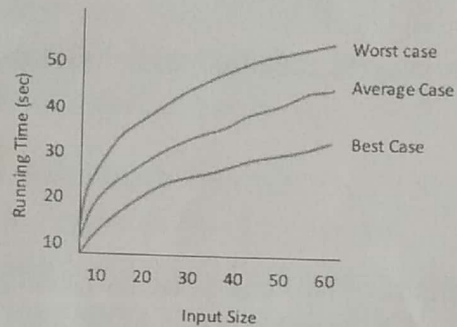 50
40
30
20
10
Running Time (sec)
Worst case
Average Case
Best Case
10 20 30 40 50 60
Input Size